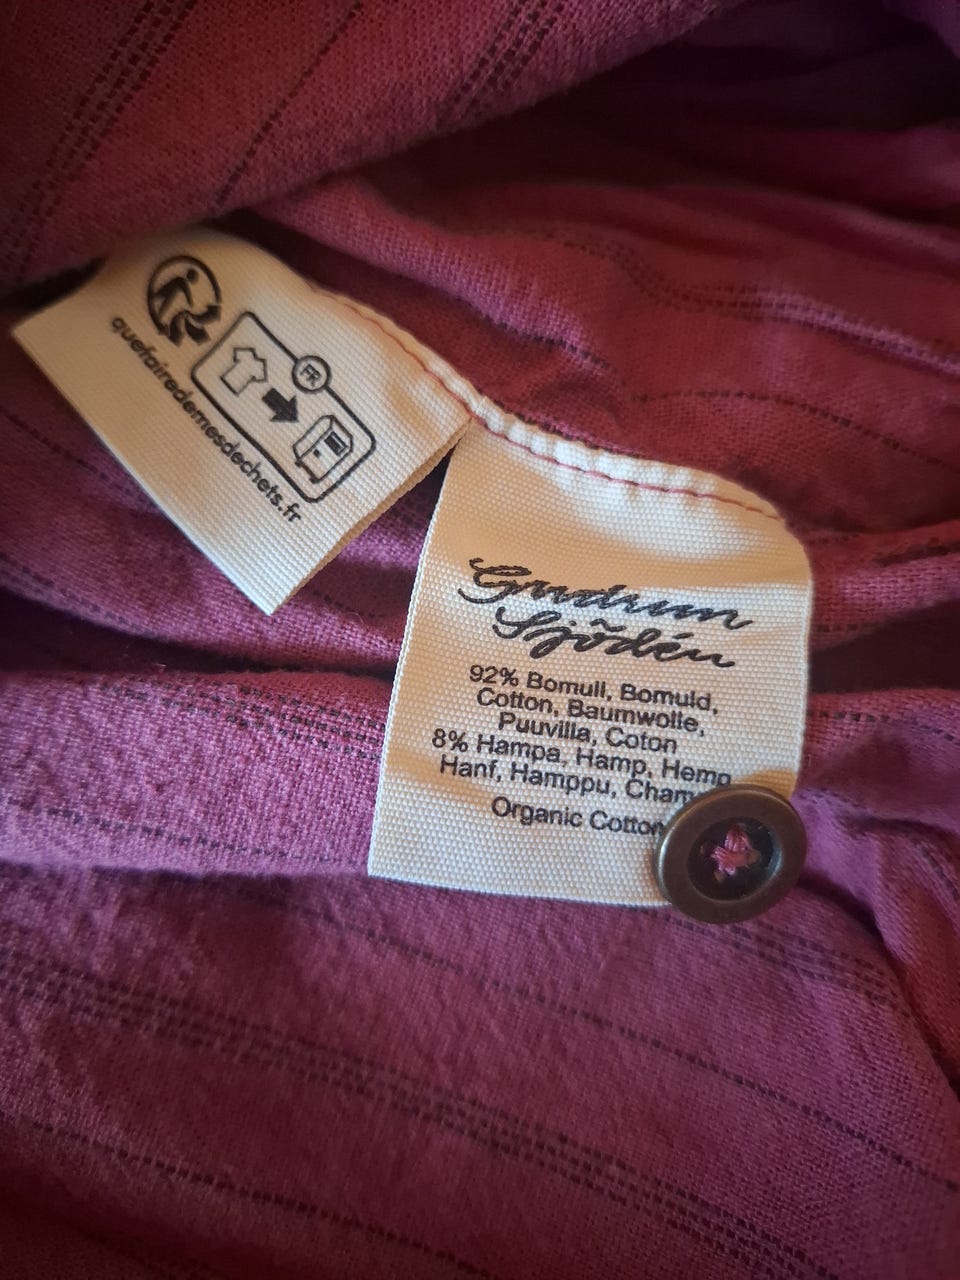 FR
quefairedemesdechets.fr
Gudrun
Sjödén
92% Bomull, Bomuld,
Cotton, Baumwolle,
Puuvilla, Coton
8% Hampa, Hamp, Hemp
Hanf, Hamppu,
Organic Cotton